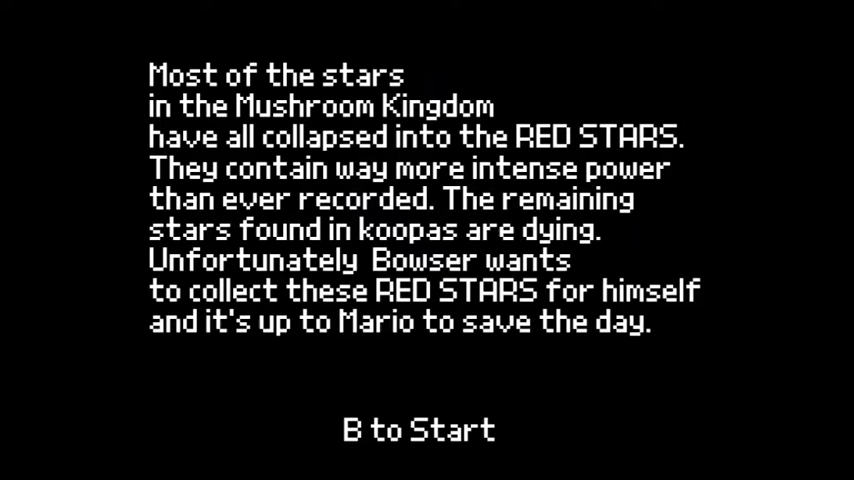 Most of the stars
in the Mushroom Kingdom
have all collapsed into the RED STARS.
They contain way more intense power
than ever recorded. The remaining
stars found in koopas are dying.
Unfortunately Bowser wants
to collect these RED STARS for himself
and it's up to Mario to save the day.
B to Start